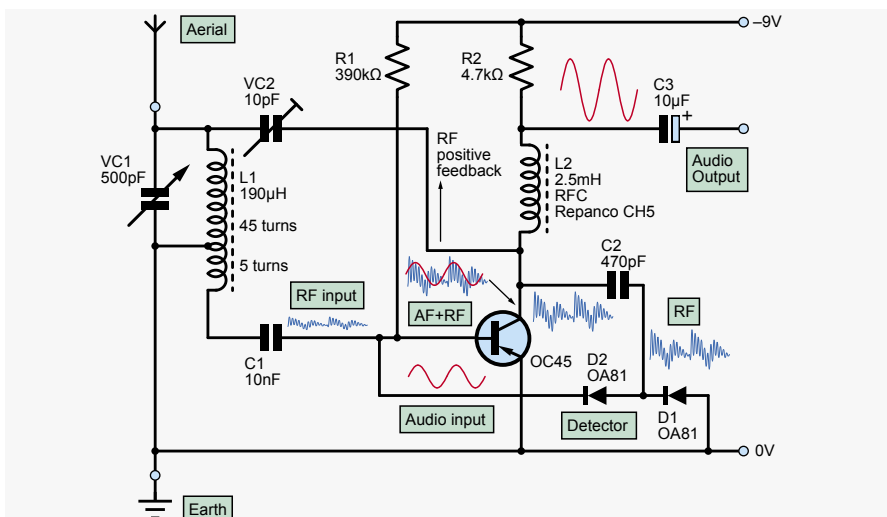 Aerial
–9V
R1
390kΩ
R2
4.7kΩ
C3
10µF
+
VC2
10pF
VC1
500pF
L1
190µH
45 turns
5 turns
RF
positive
feedback
L2
2.5mH
RFC
Repanco CH5
Audio
Output
C2
470pF
RF input
AF+RF
RF
C1
10nF
OC45
D2
OA81
Audio input
Detector
D1
OA81
0V
Earth